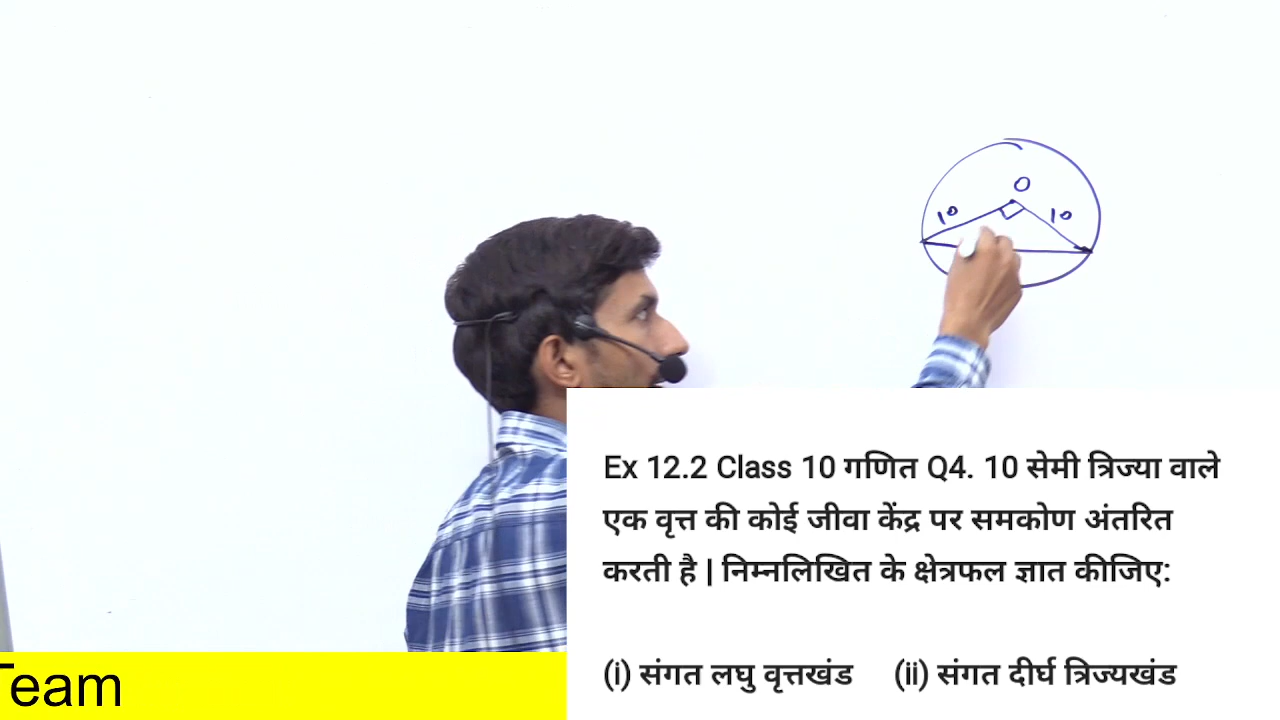 O
10
10
Ex 12.2 Class 10 गणित Q4. 10 सेमी त्रिज्या वाले
एक वृत्त की कोई जीवा केंद्र पर समकोण अंतरित
करती है | निम्नलिखित के क्षेत्रफल ज्ञात कीजिए:
(i) संगत लघु वृत्तखंड (ii) संगत दीर्घ त्रिज्यखंड
Team